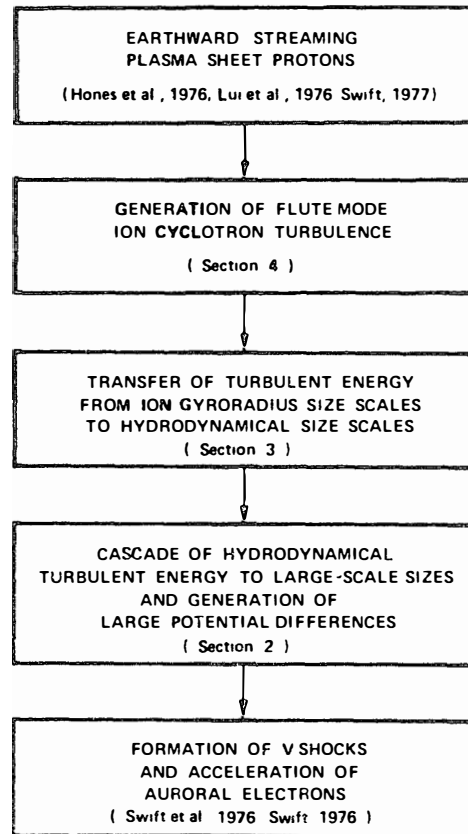 EARTHWARD STREAMING
PLASMA SHEET PROTONS
(Hones et al, 1976, Lui et al, 1976 Swift, 1977)
GENERATION OF FLUTE MODE
ION CYCLOTRON TURBULENCE
( Section 4 )
TRANSFER OF TURBULENT ENERGY
FROM ION GYRORADIUS SIZE SCALES
TO HYDRODYNAMICAL SIZE SCALES
( Section 3 )
CASCADE OF HYDRODYNAMICAL
TURBULENT ENERGY TO LARGE-SCALE SIZES
AND GENERATION OF
LARGE POTENTIAL DIFFERENCES
( Section 2 )
FORMATION OF V SHOCKS
AND ACCELERATION OF
AURORAL ELECTRONS
( Swift et al 1976 Swift 1976 )